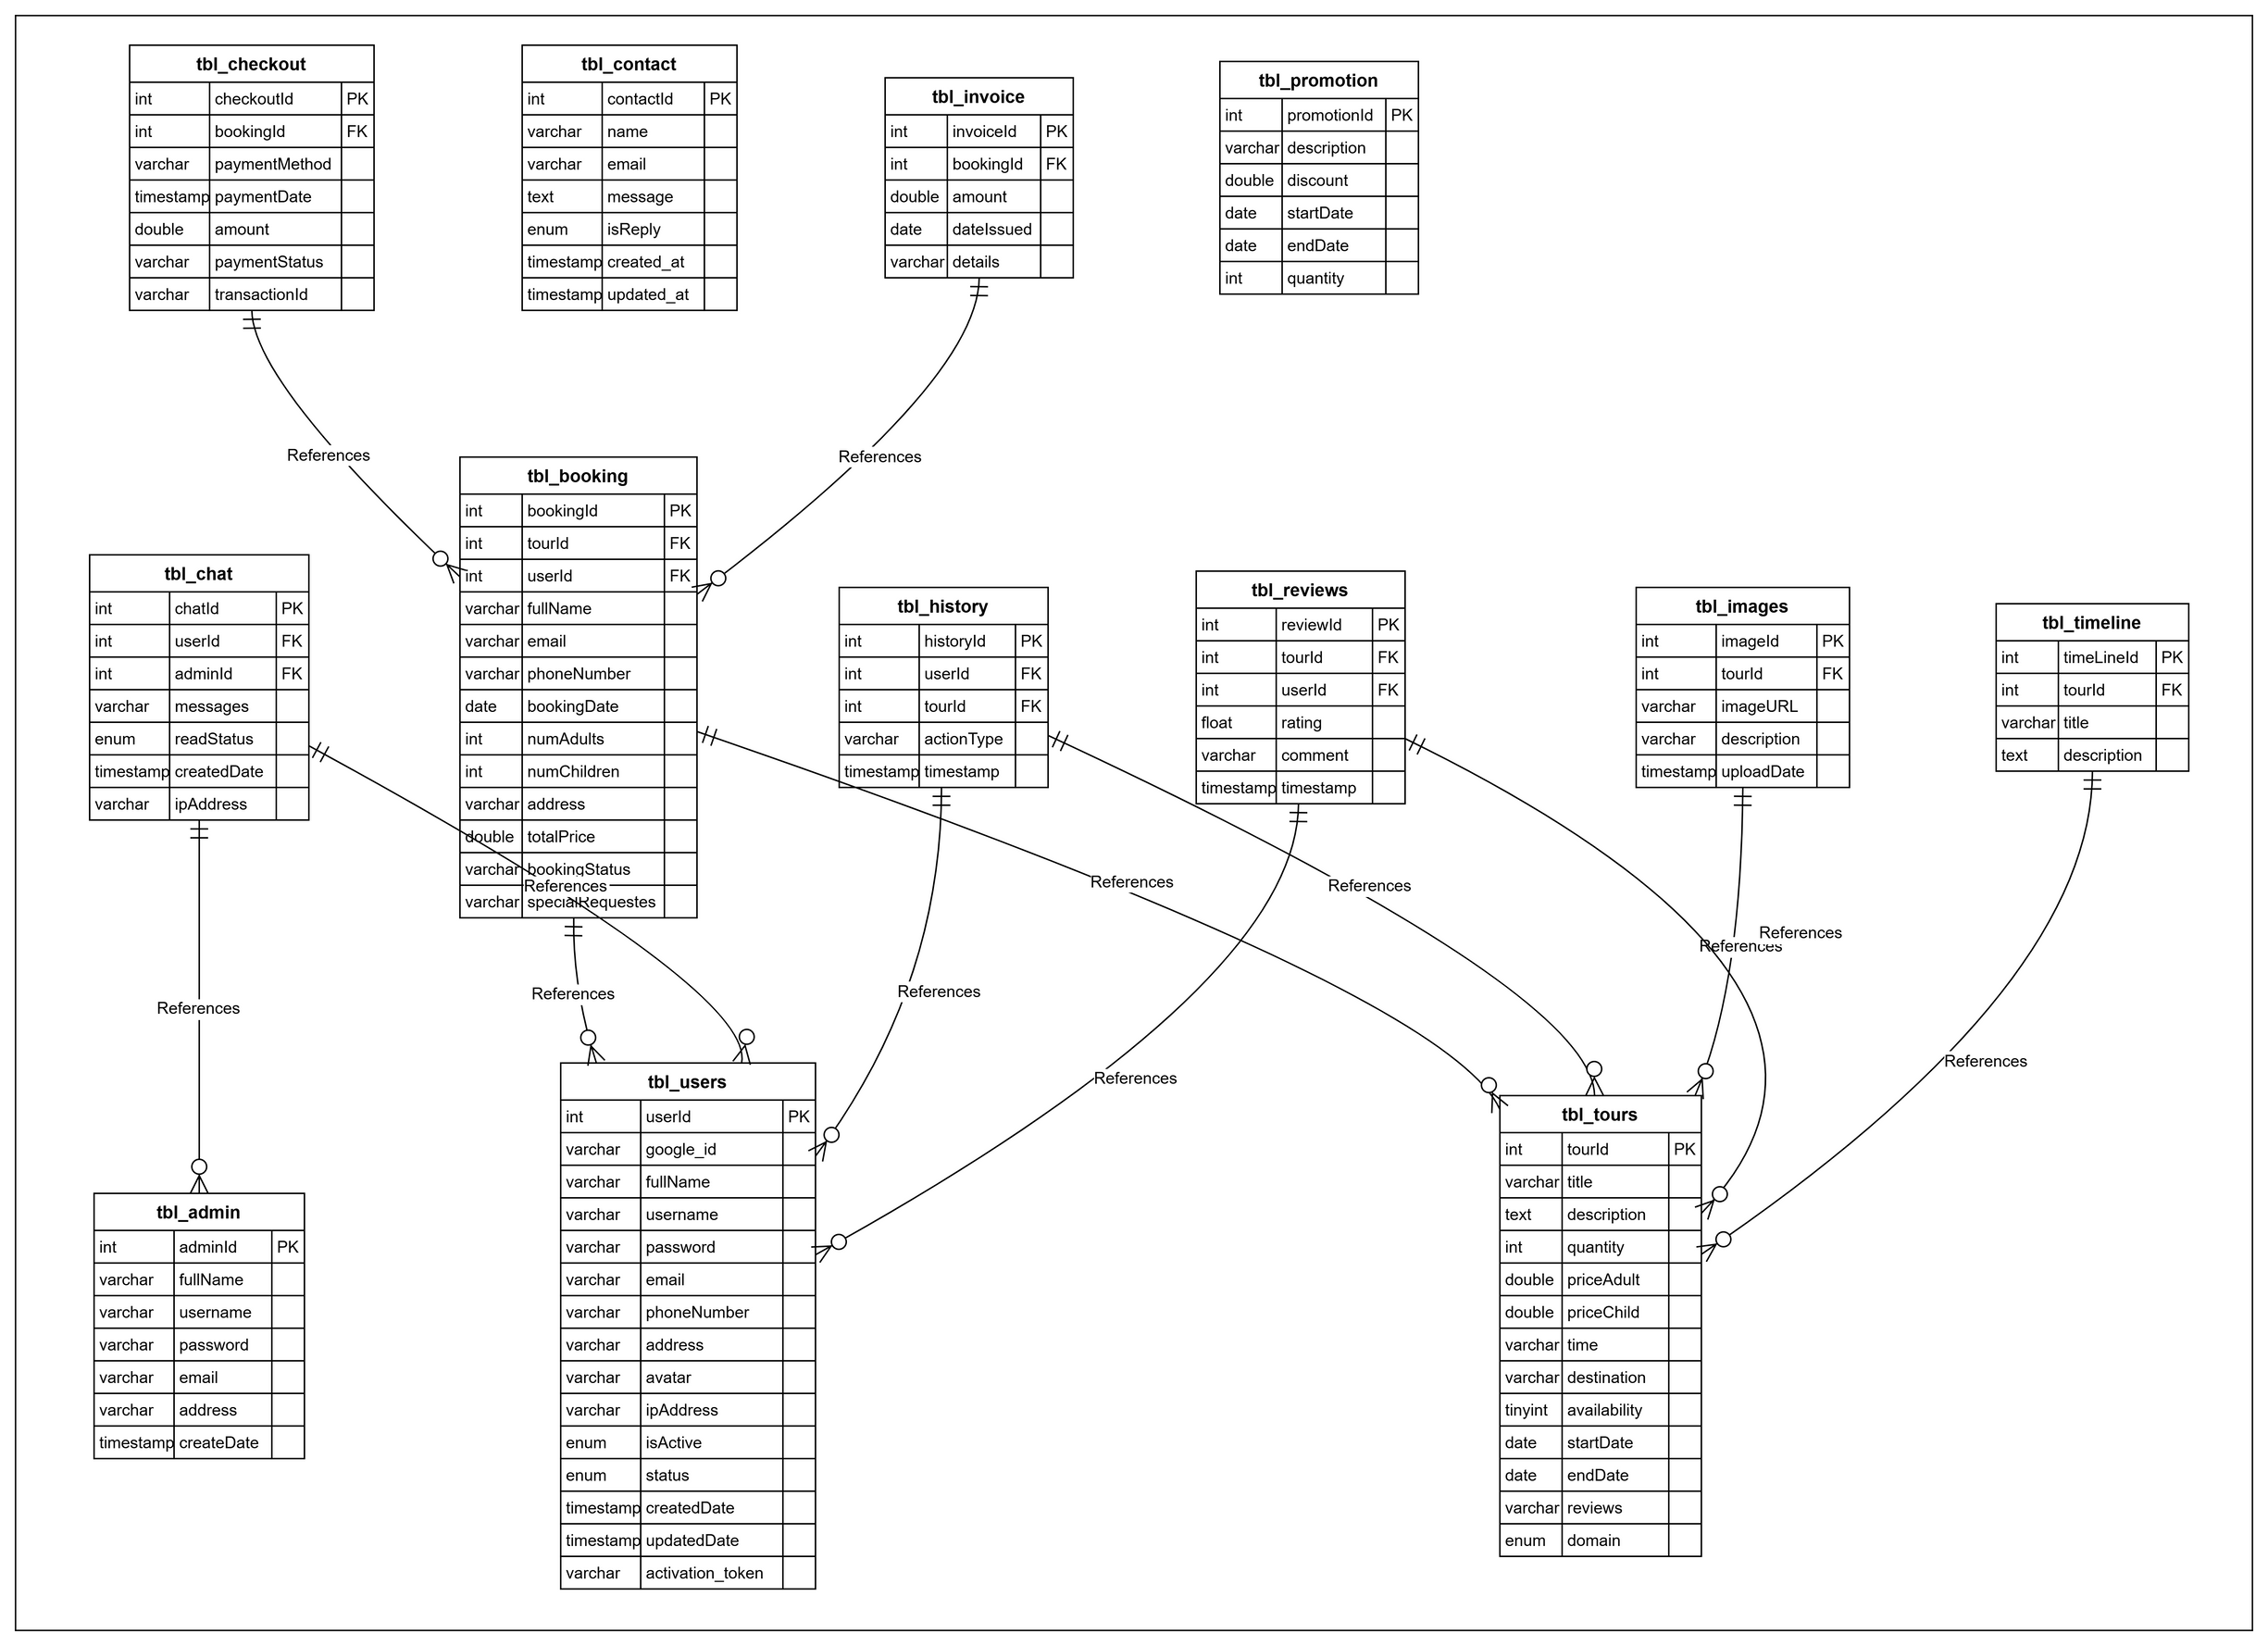 tbl_checkout
int checkoutId PK
int bookingId FK
varchar paymentMethod
timestamp paymentDate
double amount
varchar paymentStatus
varchar transactionId
tbl_contact
int contactId PK
varchar name
varchar email
text message
enum isReply
timestamp created_at
timestamp updated_at
tbl_invoice
int invoiceId PK
int bookingId FK
double amount
date dateIssued
varchar details
tbl_promotion
int promotionId PK
varchar description
double discount
date startDate
date endDate
int quantity
References
References
tbl_booking
int bookingId PK
int tourId FK
int userId FK
varchar fullName
varchar email
varchar phoneNumber
date bookingDate
int numAdults
int numChildren
varchar address
double totalPrice
varchar bookingStatus
References
varchar specialRequestes
tbl_chat
int chatId PK
int userId FK
int adminId FK
varchar messages
enum readStatus
timestamp createdDate
varchar ipAddress
tbl_history
int historyId PK
int userId FK
int tourId FK
varchar actionType
timestamp timestamp
tbl_reviews
int reviewId PK
int tourId FK
int userId FK
float rating
varchar comment
timestamp timestamp
tbl_images
int imageId PK
int tourId FK
varchar imageURL
varchar description
timestamp uploadDate
tbl_timeline
int timeLineId PK
int tourId FK
varchar title
text description
References
References
References
References
References
References
References
References
References
tbl_admin
int adminId PK
varchar fullName
varchar username
varchar password
varchar email
varchar address
timestamp createDate
tbl_users
int userId PK
varchar google_id
varchar fullName
varchar username
varchar password
varchar email
varchar phoneNumber
varchar address
varchar avatar
varchar ipAddress
enum isActive
enum status
timestamp createdDate
timestamp updatedDate
varchar activation_token
tbl_tours
int tourId PK
varchar title
text description
int quantity
double priceAdult
double priceChild
varchar time
varchar destination
tinyint availability
date startDate
date endDate
varchar reviews
enum domain